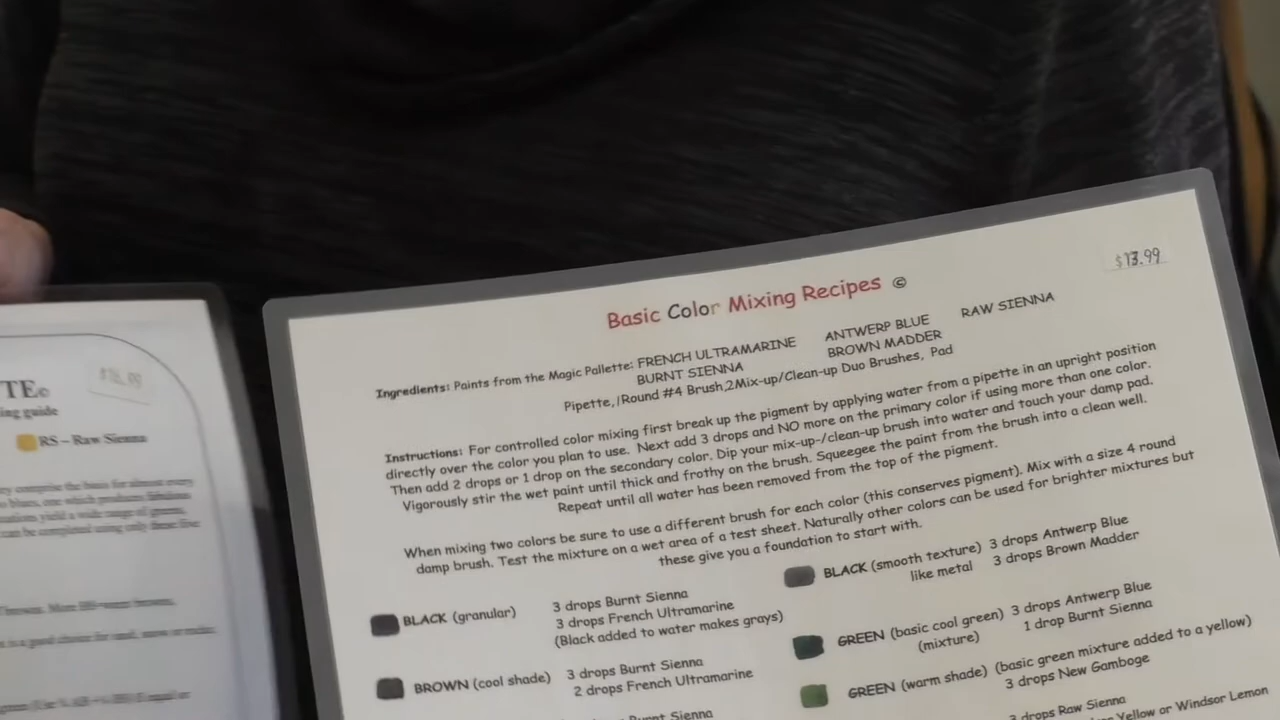 TE©
ing guide
RS – Raw Sienna
Basic Color Mixing Recipes ©
$13.99
Ingredients: Paints from the Magic Pallette: FRENCH ULTRAMARINE ANTWERP BLUE RAW SIENNA
BURNT SIENNA BROWN MADDER
Pipette,/Round #4 Brush,2Mix-up/Clean-up Duo Brushes, Pad
Instructions: For controlled color mixing first break up the pigment by applying water from a pipette in an upright position
directly over the color you plan to use. Next add 3 drops and NO more on the primary color if using more than one color.
Then add 2 drops or 1 drop on the secondary color. Dip your mix-up-/clean-up brush into water and touch your damp pad.
Vigorously stir the wet paint until thick and frothy on the brush. Squeegee the paint from the brush into a clean well.
Repeat until all water has been removed from the top of the pigment.
When mixing two colors be sure to use a different brush for each color (this conserves pigment). Mix with a size 4 round
damp brush. Test the mixture on a wet area of a test sheet. Naturally other colors can be used for brighter mixtures but
these give you a foundation to start with.
BLACK (granular) 3 drops Burnt Sienna
3 drops French Ultramarine
(Black added to water makes grays)
BROWN (cool shade) 3 drops Burnt Sienna
2 drops French Ultramarine
Burnt Sienna
BLACK (smooth texture) 3 drops Antwerp Blue
like metal 3 drops Brown Madder
GREEN (basic cool green) 3 drops Antwerp Blue
(mixture) 1 drop Burnt Sienna
GREEN (warm shade) (basic green mixture added to a yellow)
3 drops New Gamboge
3 drops Raw Sienna
Yellow or Windsor Lemon